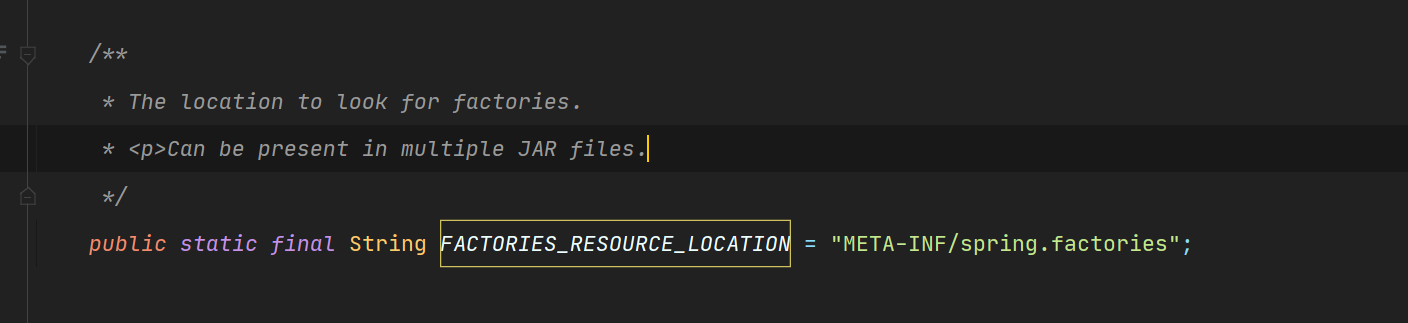 /**
* The location to look for factories.
* <p>Can be present in multiple JAR files.
*/
public static final String FACTORIES_RESOURCE_LOCATION = "META-INF/spring.factories";